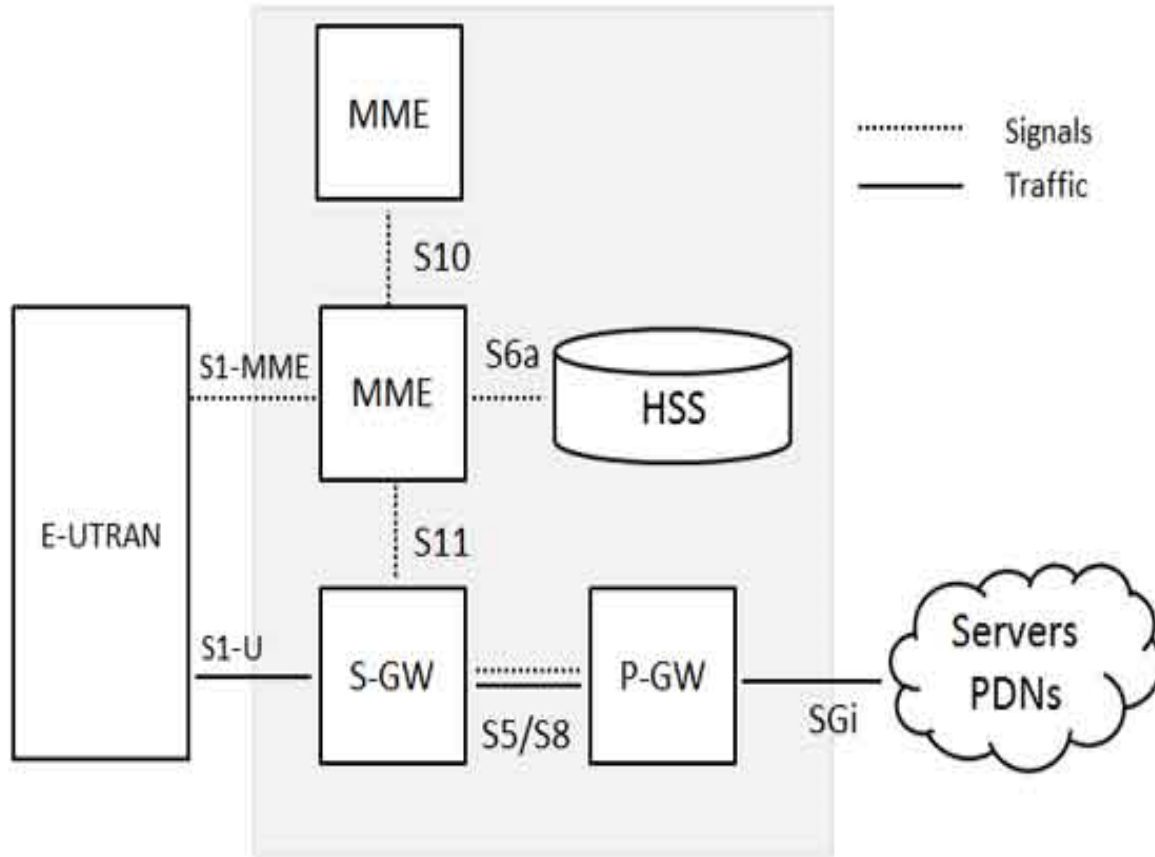 MME
Signals
Traffic
S10
S1-MME
MME
S6a
HSS
E-UTRAN
S11
S1-U
S-GW
P-GW
S5/S8
SGi
Servers
PDNs